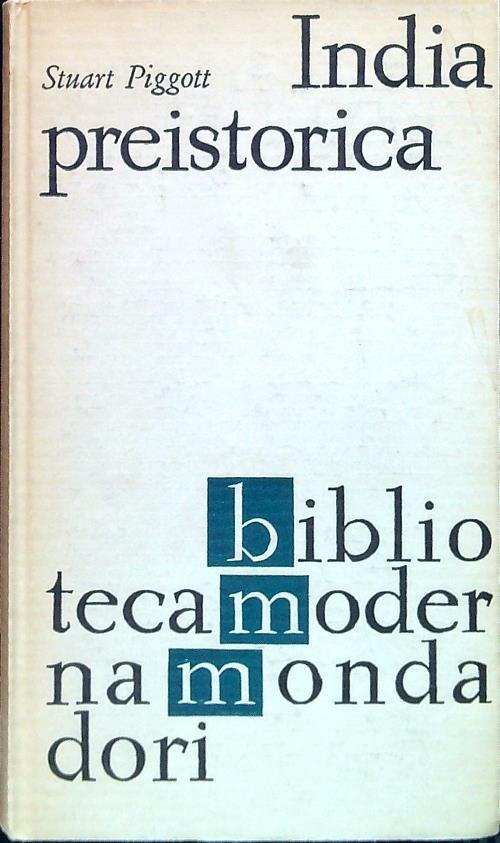 Stuart Piggott
India
preistorica
biblio
tecamoder
namonda
dori